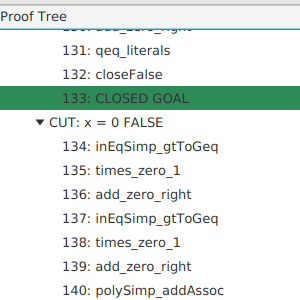 Proof Tree
130: add_zero_right
131: qeq_literals
132: closeFalse
133: CLOSED GOAL
CUT: x = 0 FALSE
134: inEqSimp_gtToGeq
135: times_zero_1
136: add_zero_right
137: inEqSimp_gtToGeq
138: times_zero_1
139: add_zero_right
140: polySimp_addAssoc